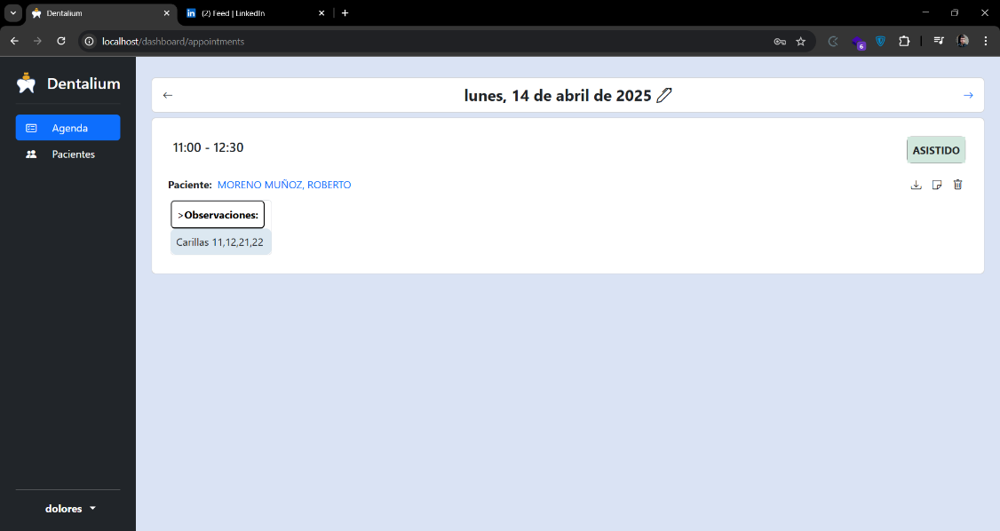 Dentalium
(2) Feed | LinkedIn
localhost/dashboard/appointments
6
Dentalium
Agenda
Pacientes
dolores
lunes, 14 de abril de 2025
11:00 - 12:30
ASISTIDO
Paciente: MORENO MUÑOZ, ROBERTO
>Observaciones:
Carillas 11,12,21,22